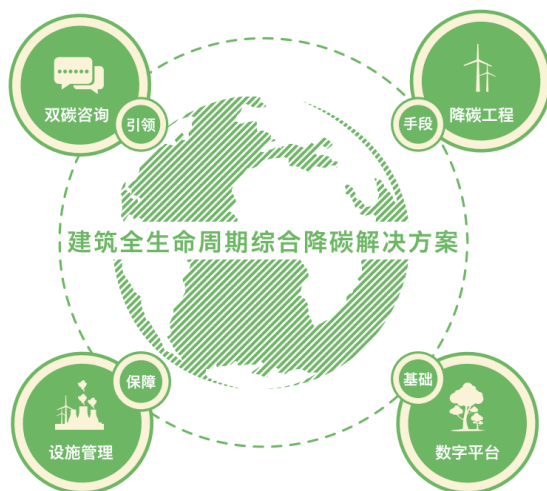 双碳咨询
引领
手段
降碳工程
建筑全生命周期综合降碳解决方案
保障
设施管理
基础
数字平台